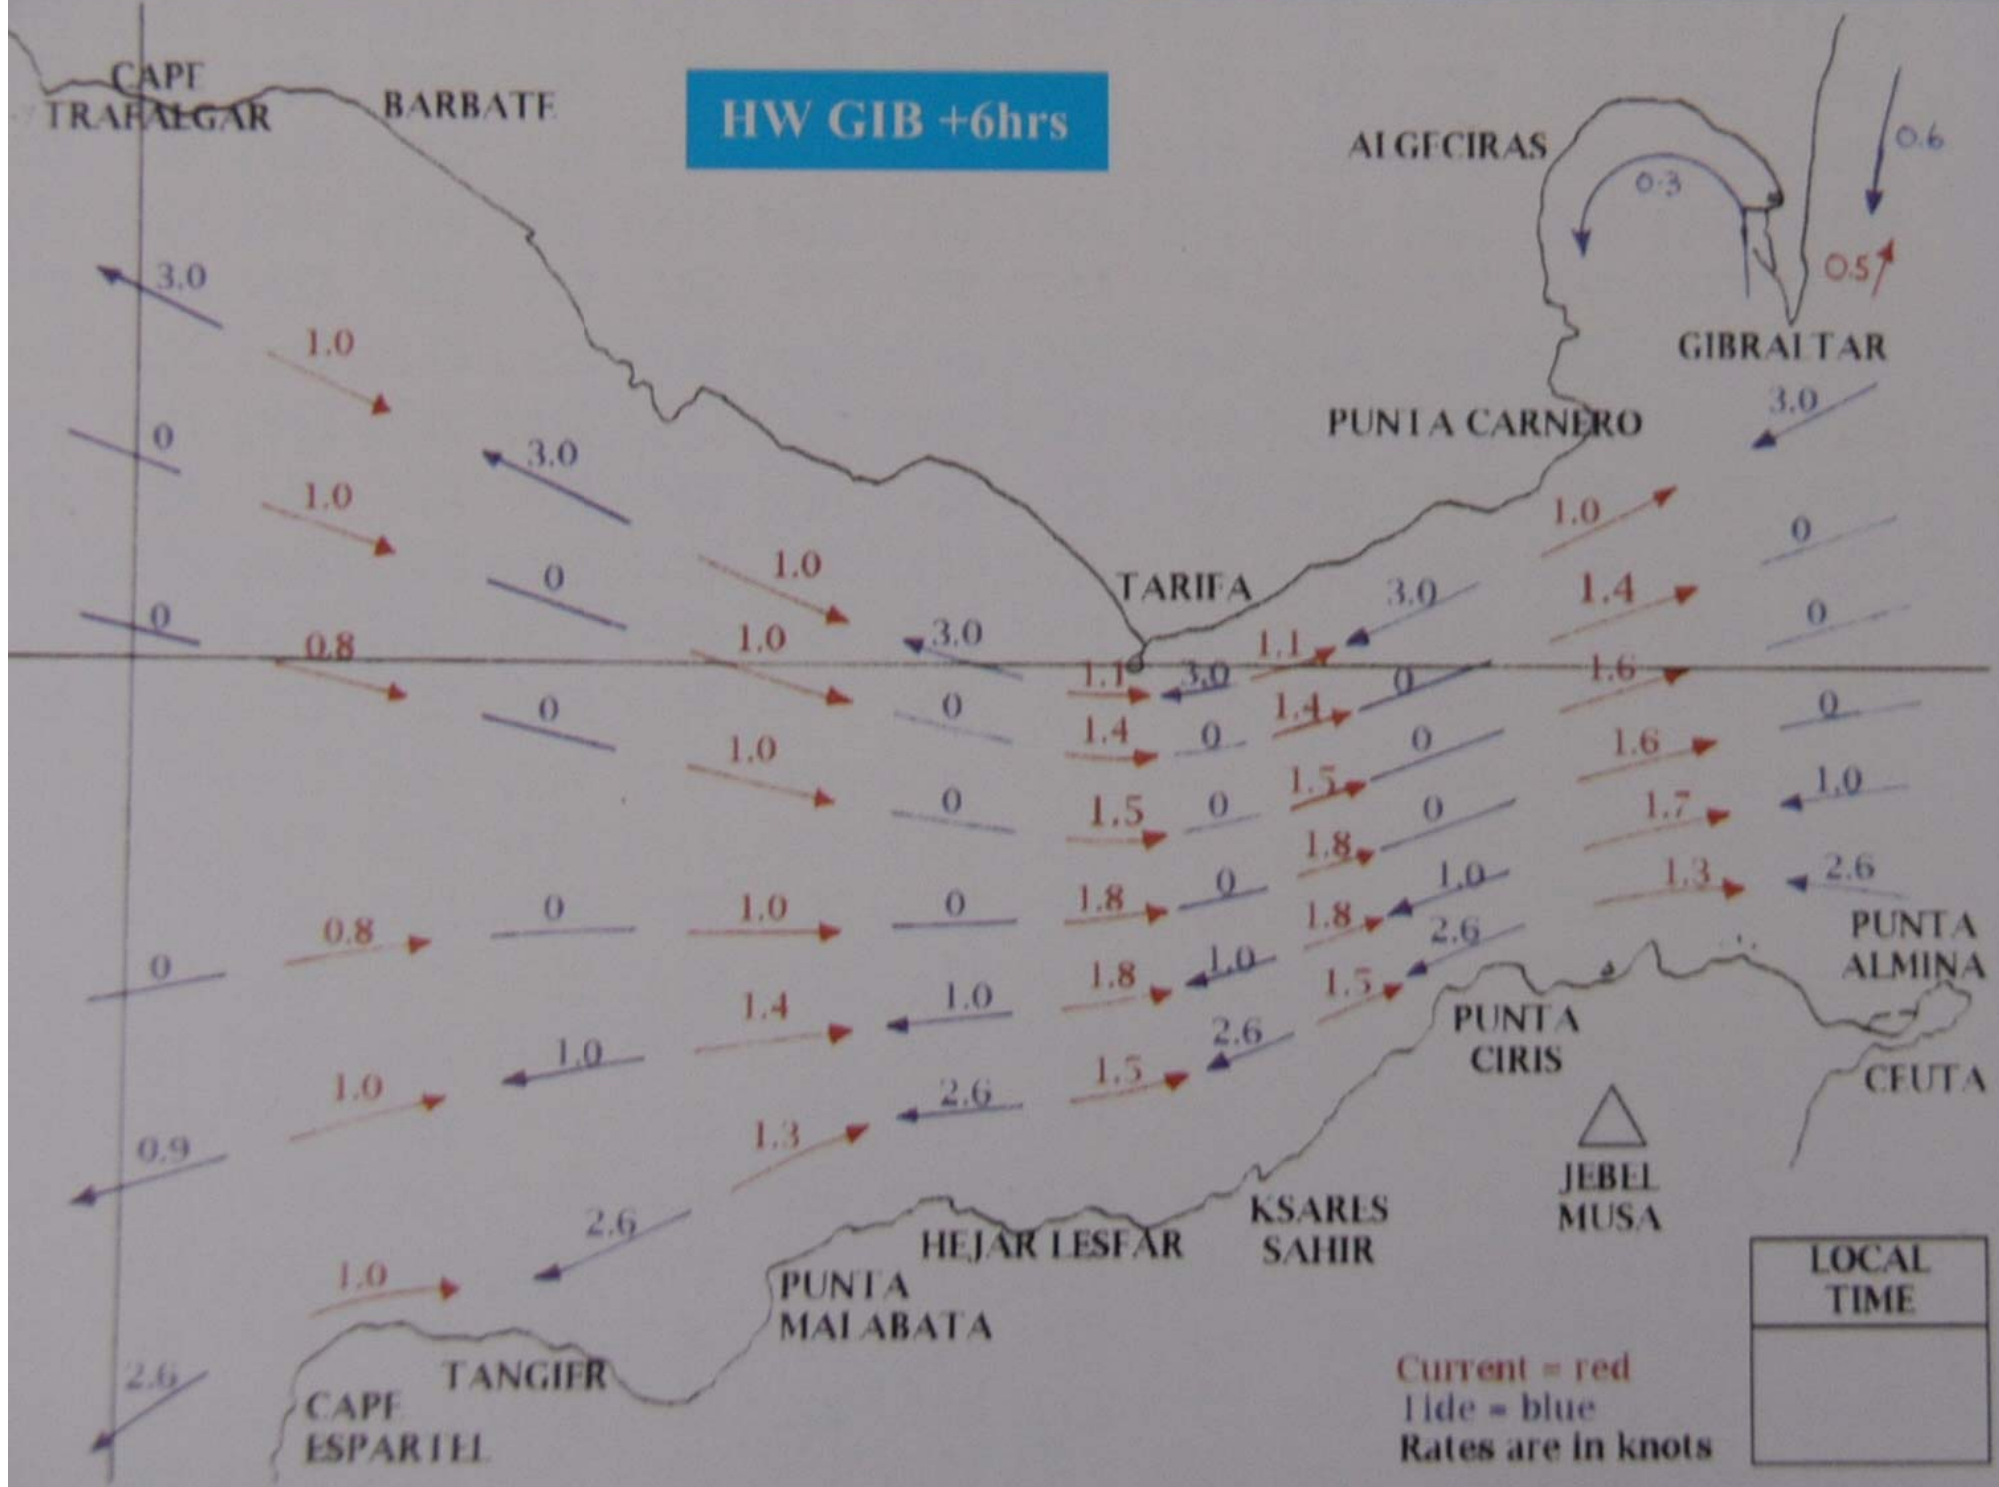 CAPE
TRAFALGAR
BARBATE
HW GIB +6hrs
ALGECIRAS
0.3
0.6
0.5
GIBRALTAR
3.0
1.0
3.0
PUNTA CARNERO
0
3.0
1.0
1.0
0
1.0
0
1.0
TARIFA
3.0
1.4
0
0
0.8
1.0
3.0
1.1
3.0
1.1
1.6
0
1.0
0
1.4
0
1.4
0
1.6
0
0
1.5
0
1.5
0
1.7
1.0
0.8
0
1.0
0
1.8
0
1.8
0
1.3
2.6
0
1.8
1.0
1.8
1.0
2.6
PUNTA
ALMINA
1.4
1.0
1.5
PUNTA
CIRIS
1.0
1.0
2.6
1.5
2.6
CEUTA
0.9
1.3
JEBEL
MUSA
2.6
HEJAR LESFAR
KSARES
SAHIR
1.0
PUNTA
MALABATA
LOCAL
TIME
2.6
TANGIER
CAPE
ESPARTEL
Current = red
Tide = blue
Rates are in knots